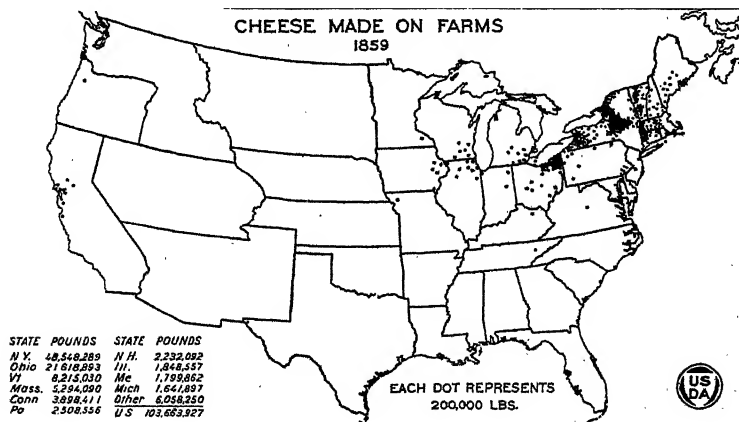 CHEESE MADE ON FARMS
1859
STATE POUNDS STATE POUNDS
N Y. 48,548,289 N H. 2,232,092
Ohio 21 618,893 Ill. 1,848,557
Vt 8,215,030 Me 1,799,862
Mass. 5,294,090 Mich 1,641,897
Conn 3,898,411 Other 6,058,250
Pa 2,508,556 U S 103,663,927
EACH DOT REPRESENTS
200,000 LBS.
US
DA